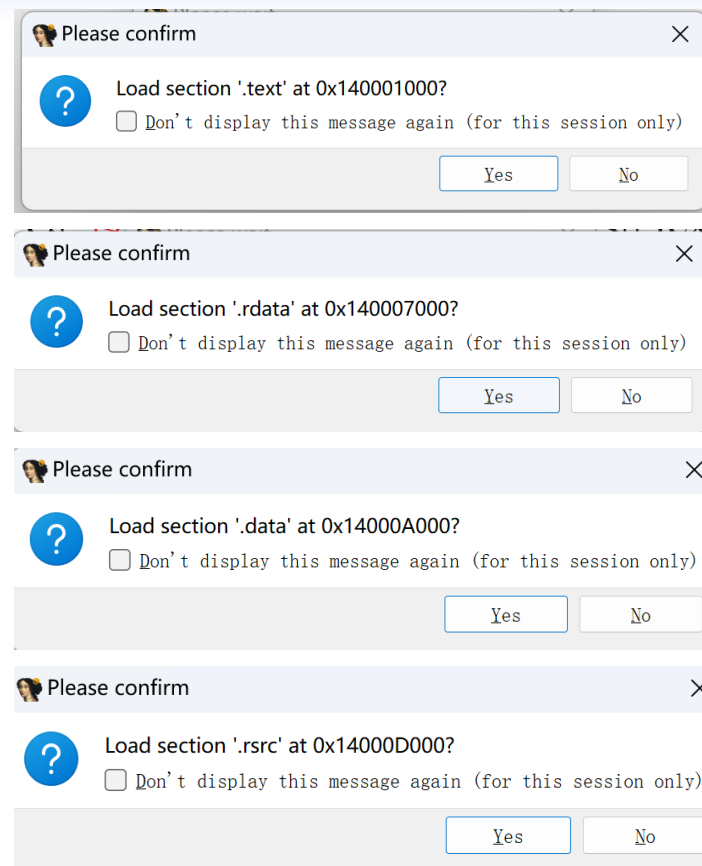 Please confirm
Load section '.text' at 0x140001000?
Don't display this message again (for this session only)
Yes No
Please confirm
Load section '.rdata' at 0x140007000?
Don't display this message again (for this session only)
Yes No
Please confirm
Load section '.data' at 0x14000A000?
Don't display this message again (for this session only)
Yes No
Please confirm
Load section '.rsrc' at 0x14000D000?
Don't display this message again (for this session only)
Yes No